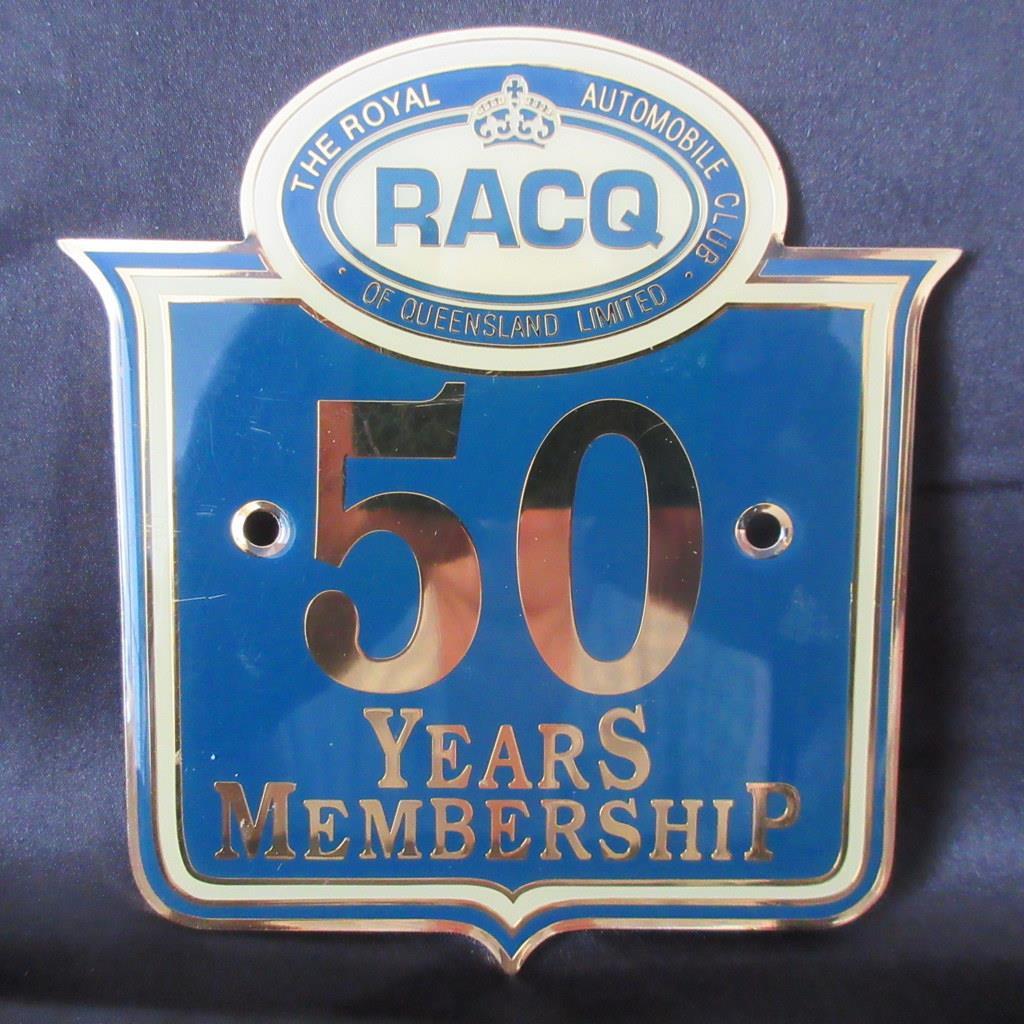 THE ROYAL AUTOMOBILE CLUB
RACQ
· OF QUEENSLAND LIMITED ·
50
YEARS
MEMBERSHIP